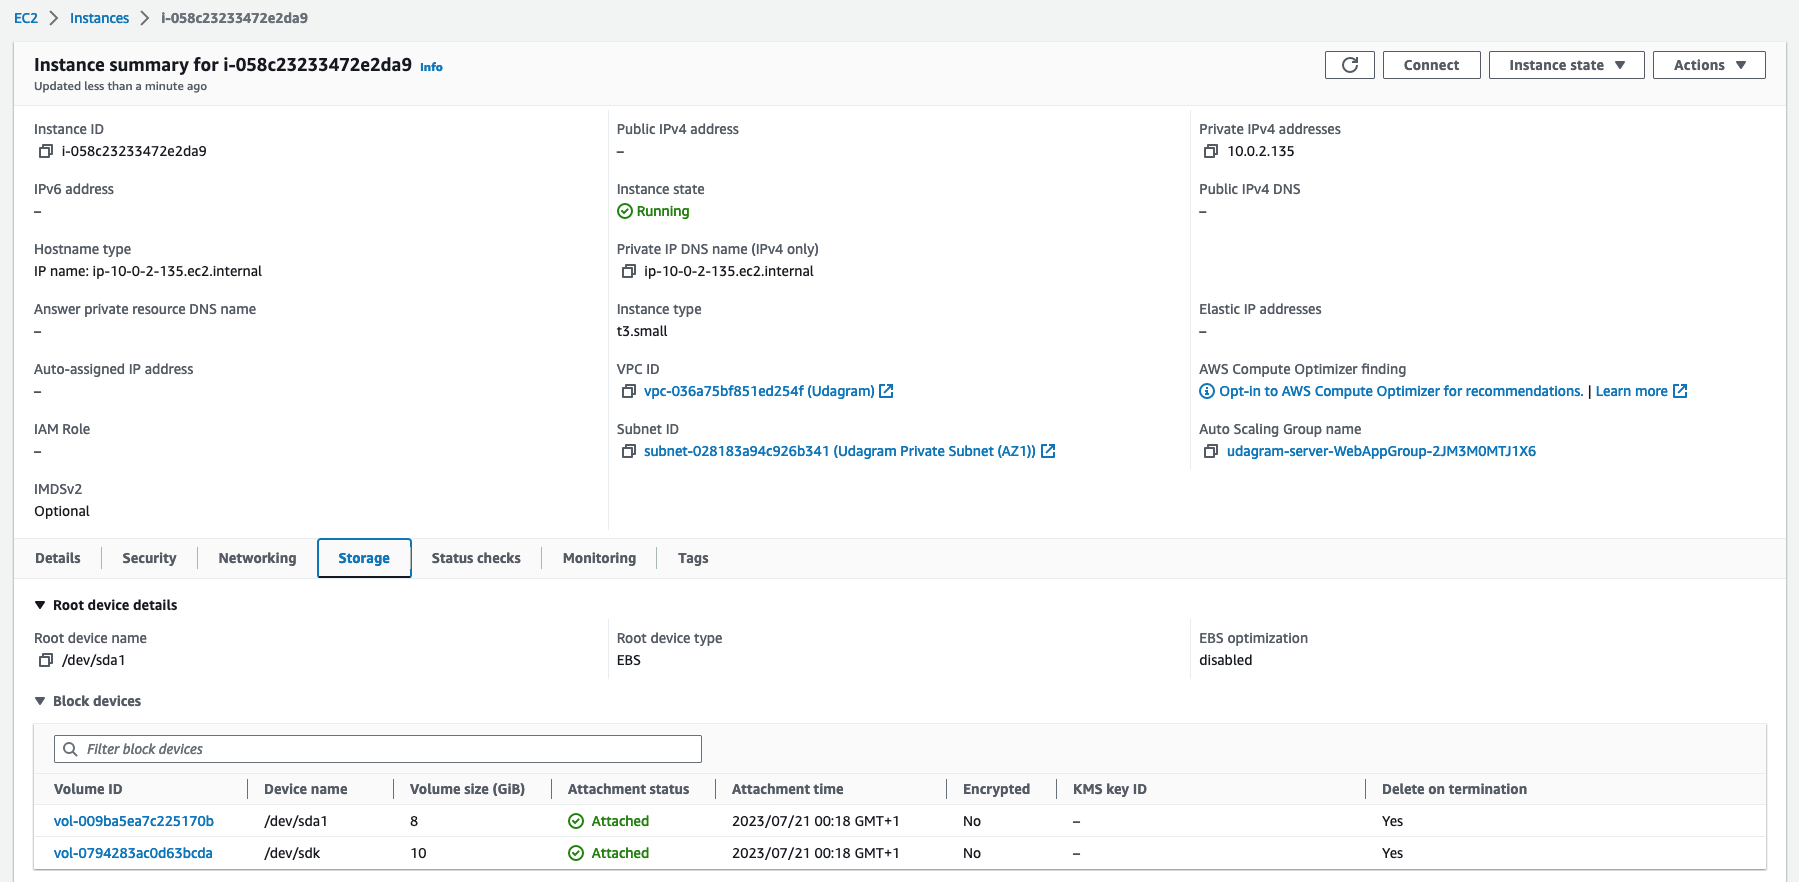 EC2 > Instances > i-058c23233472e2da9
Instance summary for i-058c23233472e2da9 Info
Updated less than a minute ago
Connect
Instance state
Actions
Instance ID
i-058c23233472e2da9
Public IPv4 address
–
Private IPv4 addresses
10.0.2.135
IPv6 address
–
Instance state
Running
Public IPv4 DNS
–
Hostname type
IP name: ip-10-0-2-135.ec2.internal
Private IP DNS name (IPv4 only)
ip-10-0-2-135.ec2.internal
Answer private resource DNS name
–
Instance type
t3.small
Elastic IP addresses
–
Auto-assigned IP address
–
VPC ID
vpc-036a75bf851ed254f (Udagram)
AWS Compute Optimizer finding
Opt-in to AWS Compute Optimizer for recommendations. | Learn more
IAM Role
–
Subnet ID
subnet-028183a94c926b341 (Udagram Private Subnet (AZ1))
Auto Scaling Group name
udagram-server-WebAppGroup-2JM3M0MTJ1X6
IMDSv2
Optional
Details Security Networking Storage Status checks Monitoring Tags
Root device details
Root device name
/dev/sda1
Root device type
EBS
EBS optimization
disabled
Block devices
Filter block devices
Volume ID Device name Volume size (GiB) Attachment status Attachment time Encrypted KMS key ID Delete on termination
vol-009ba5ea7c225170b /dev/sda1 8 Attached 2023/07/21 00:18 GMT+1 No – Yes
vol-0794283ac0d63bcda /dev/sdk 10 Attached 2023/07/21 00:18 GMT+1 No – Yes